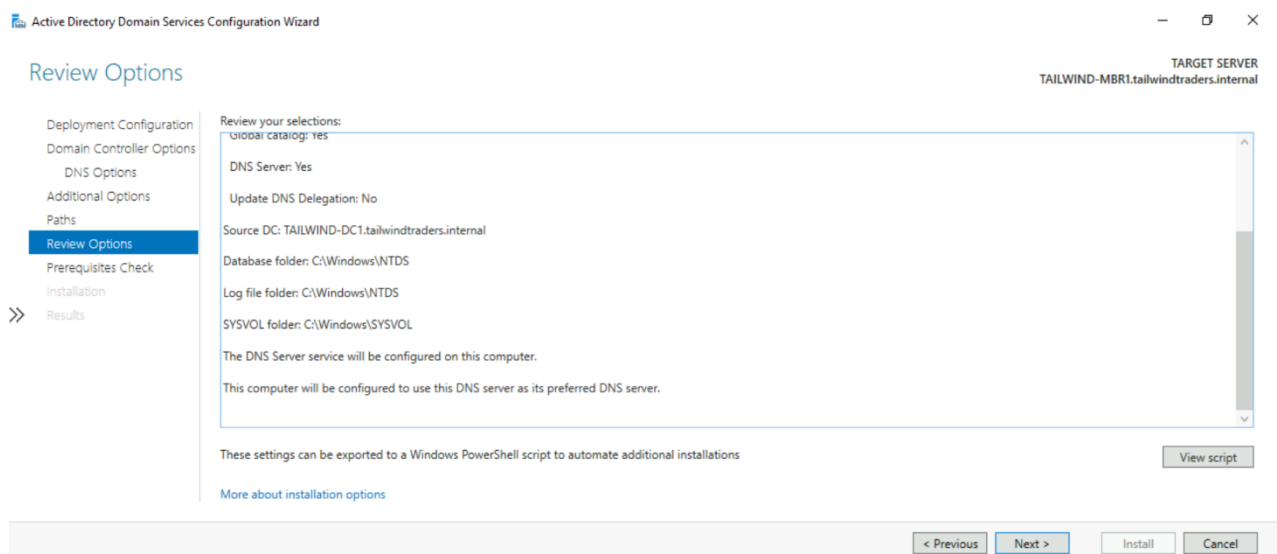 Active Directory Domain Services Configuration Wizard
Review Options
TARGET SERVER
TAILWIND-MBR1.tailwindtraders.internal
Deployment Configuration
Domain Controller Options
DNS Options
Additional Options
Paths
Review Options
Prerequisites Check
Installation
Results
Review your selections:
Global catalog: Yes
DNS Server: Yes
Update DNS Delegation: No
Source DC: TAILWIND-DC1.tailwindtraders.internal
Database folder: C:\Windows\NTDS
Log file folder: C:\Windows\NTDS
SYSVOL folder: C:\Windows\SYSVOL
The DNS Server service will be configured on this computer.
This computer will be configured to use this DNS server as its preferred DNS server.
These settings can be exported to a Windows PowerShell script to automate additional installations
View script
More about installation options
< Previous
Next >
Install
Cancel